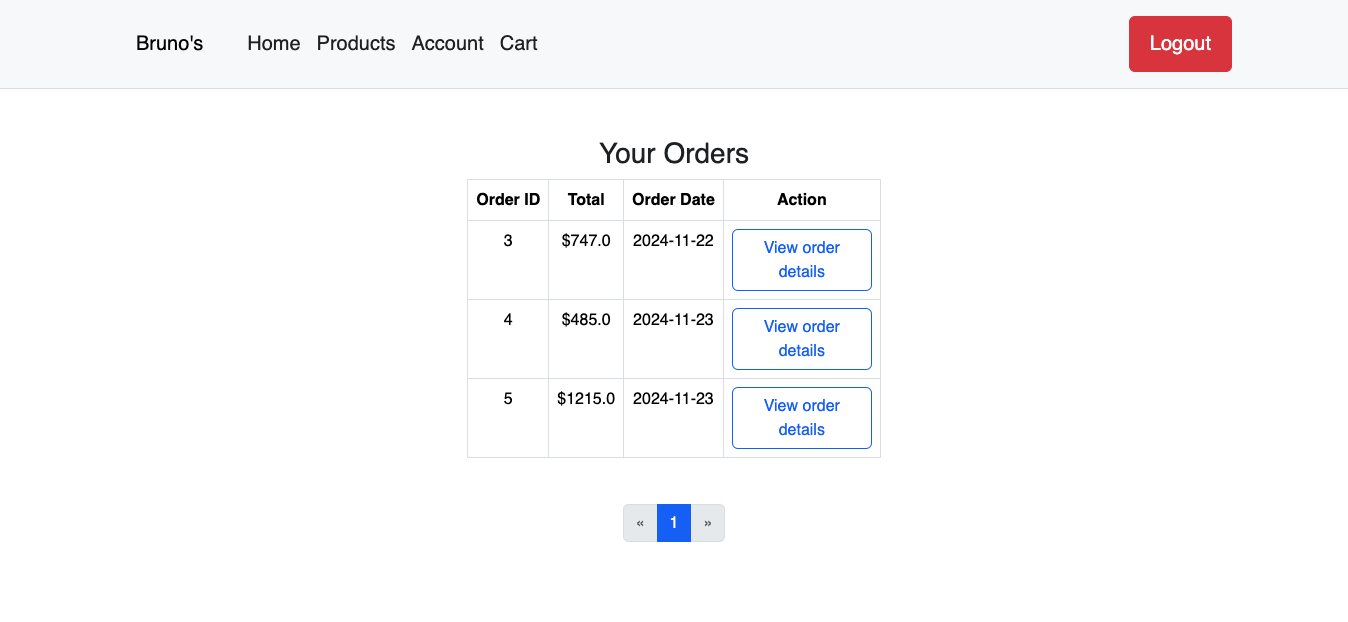 Bruno's Home Products Account Cart Logout
Your Orders
Order ID Total Order Date Action
3 $747.0 2024-11-22 View order
details
4 $485.0 2024-11-23 View order
details
5 $1215.0 2024-11-23 View order
details
« 1 »